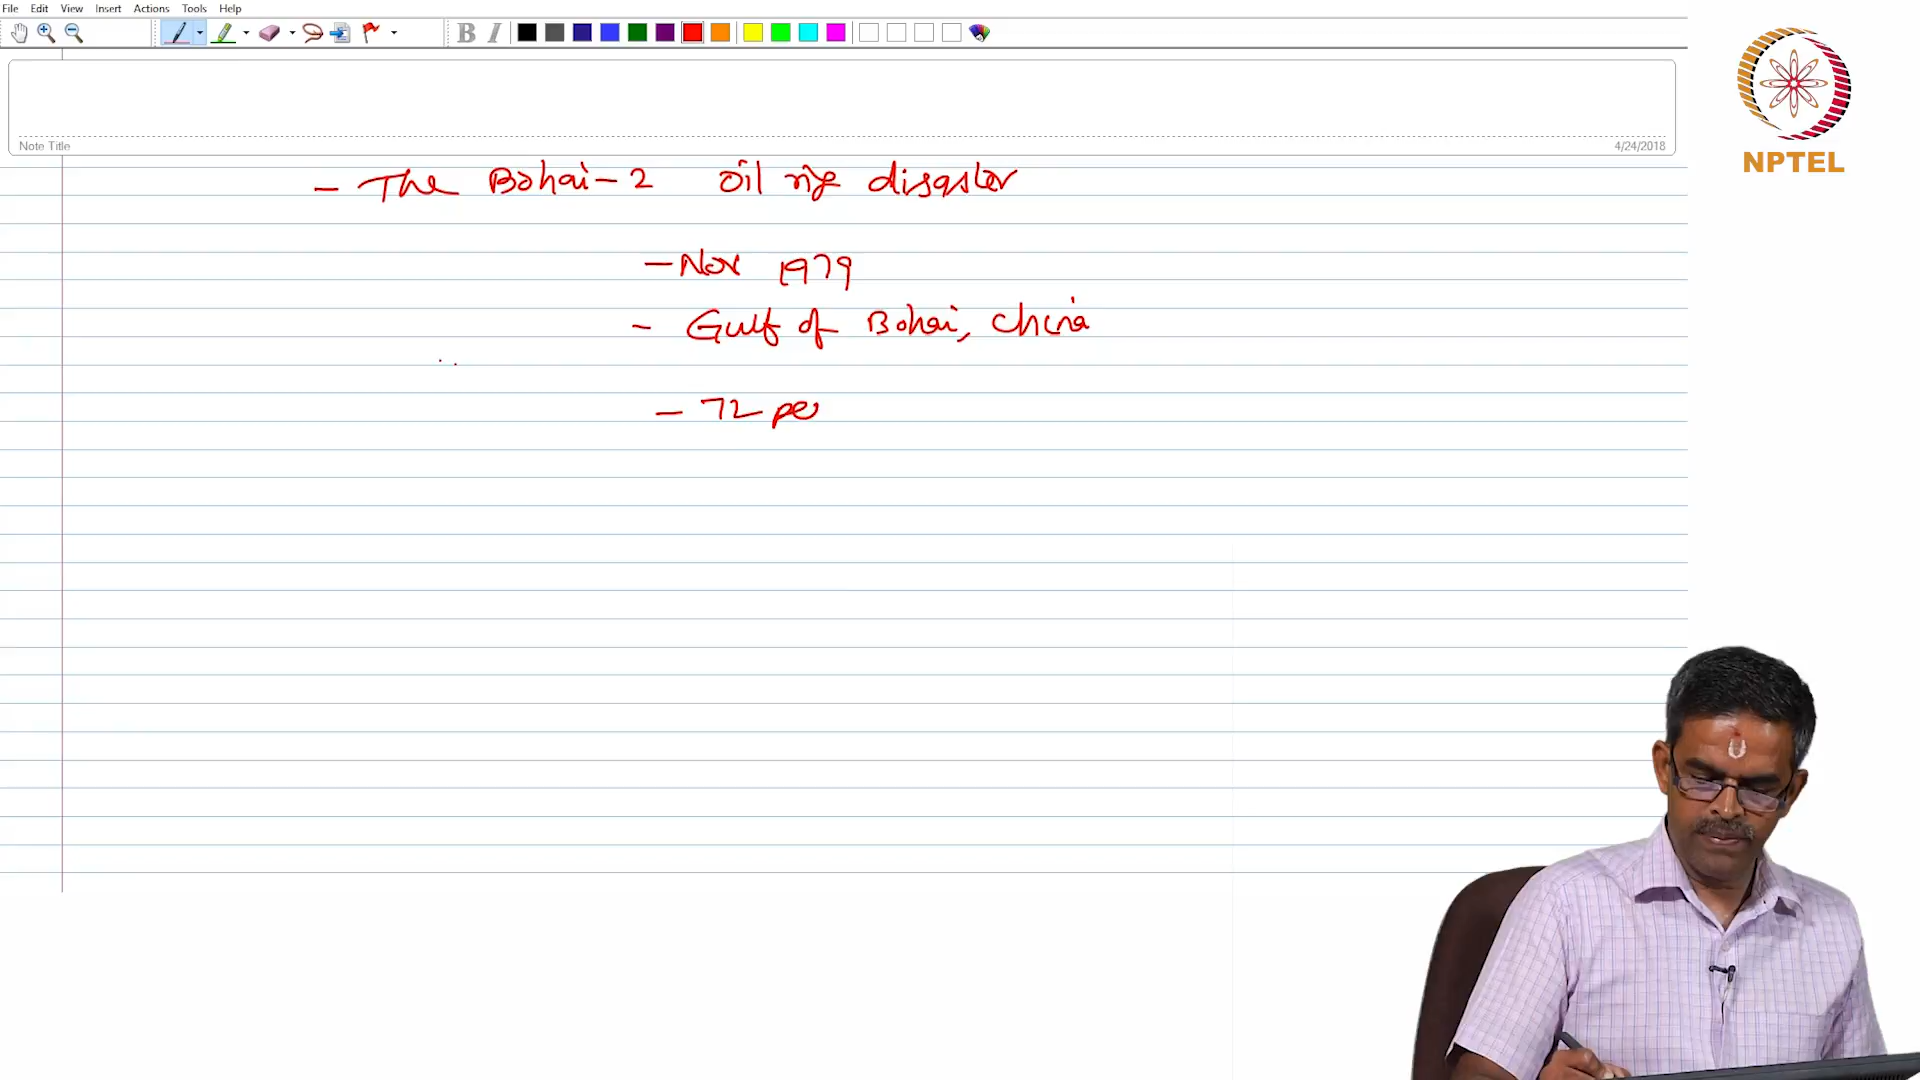 File Edit View Insert Actions Tools Help
B I
NPTEL
Note Title 4/24/2018
- The Bohai-2 oil rig disaster
- Nov 1979
- Gulf of Bohai, China
- 72 peo